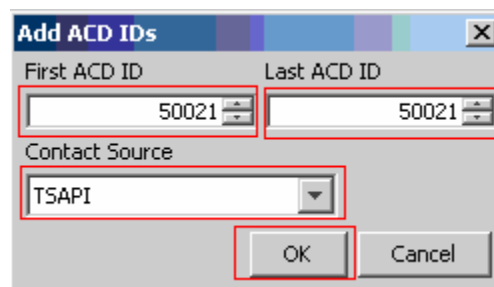 Add ACD IDs
First ACD ID Last ACD ID
50021 50021
Contact Source
TSAPI
OK Cancel